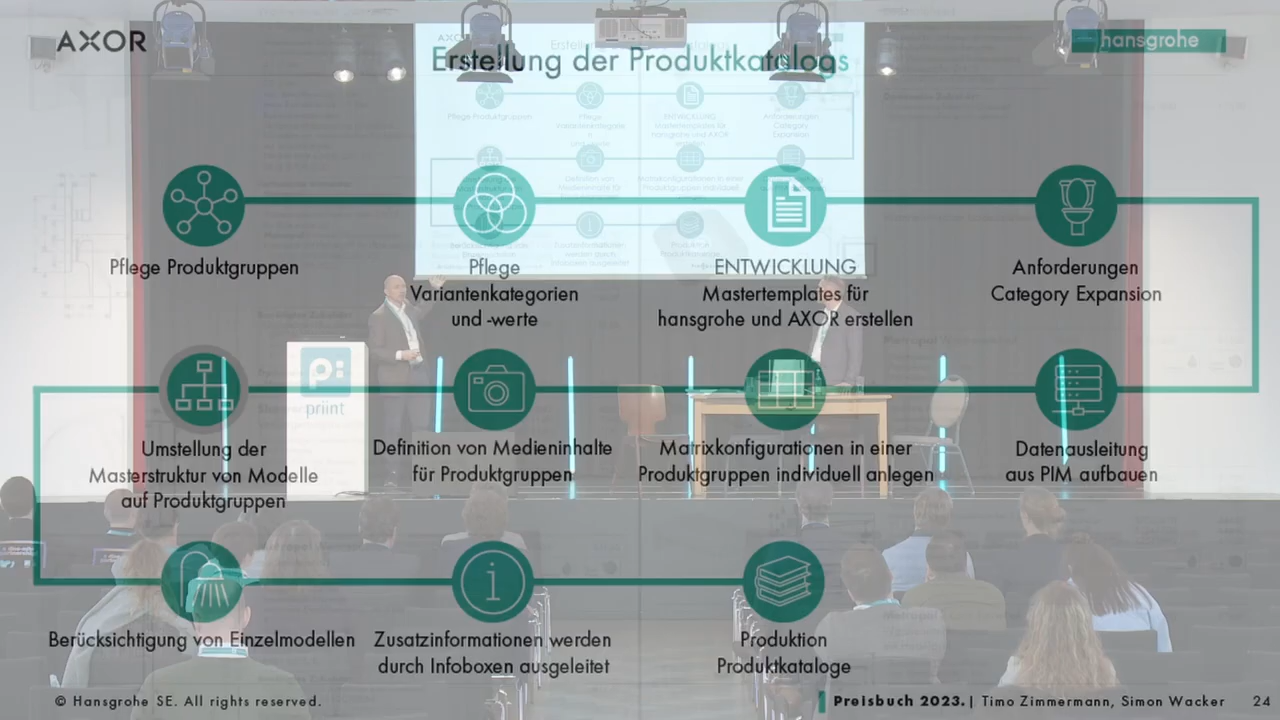 AXOR
hansgrohe
Erstellung der Produktkatalogs
Pflege Produktgruppen
Pflege
Variantenkategorien
und -werte
ENTWICKLUNG
Mastertemplates für
hansgrohe und AXOR erstellen
Anforderungen
Category Expansion
Umstellung der
Masterstruktur von Modelle
auf Produktgruppen
Definition von Medieninhalte
für Produktgruppen
Matrixkonfigurationen in einer
Produktgruppen individuell anlegen
Datenausleitung
aus PIM aufbauen
p:
priint
Berücksichtigung von Einzelmodellen
Zusatzinformationen werden
durch Infoboxen ausgeleitet
Produktion
Produktkataloge
© Hansgrohe SE. All rights reserved.
Preisbuch 2023. | Timo Zimmermann, Simon Wacker 24